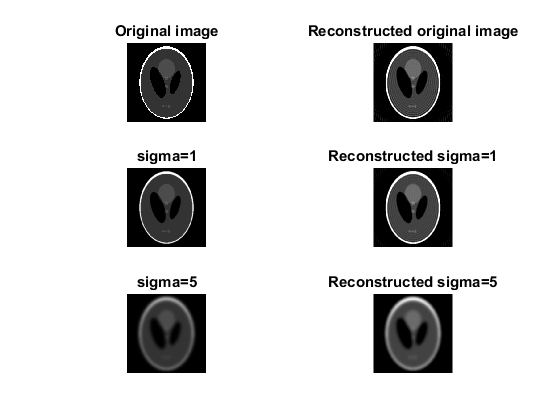 Original image
Reconstructed original image
sigma=1
Reconstructed sigma=1
sigma=5
Reconstructed sigma=5